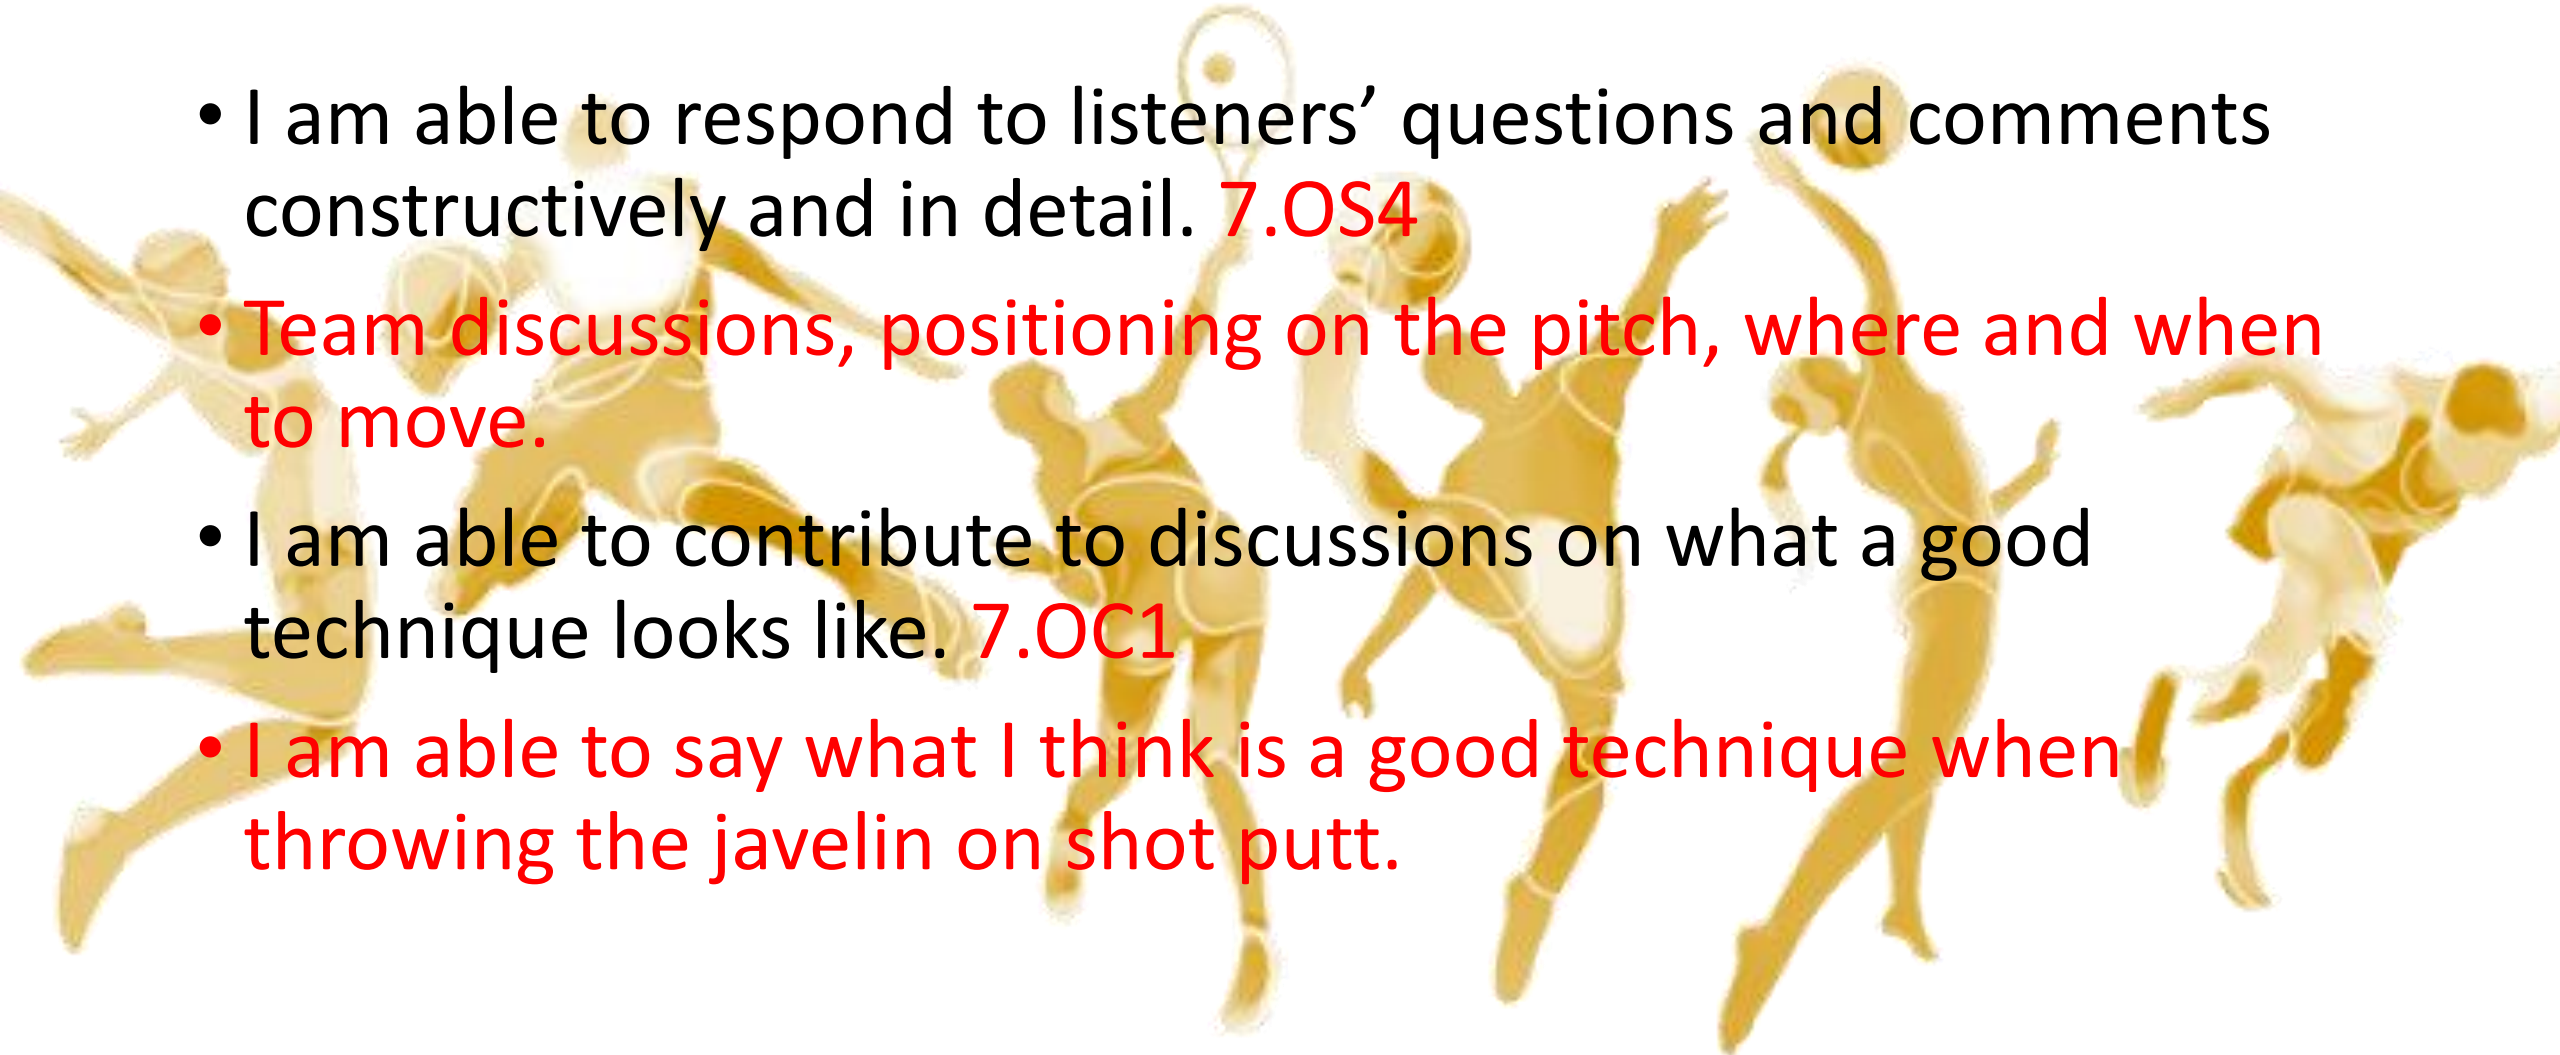 • I am able to respond to listeners’ questions and comments
constructively and in detail. 7.OS4
• Team discussions, positioning on the pitch, where and when
to move.
• I am able to contribute to discussions on what a good
technique looks like. 7.OC1
• I am able to say what I think is a good technique when
throwing the javelin on shot putt.